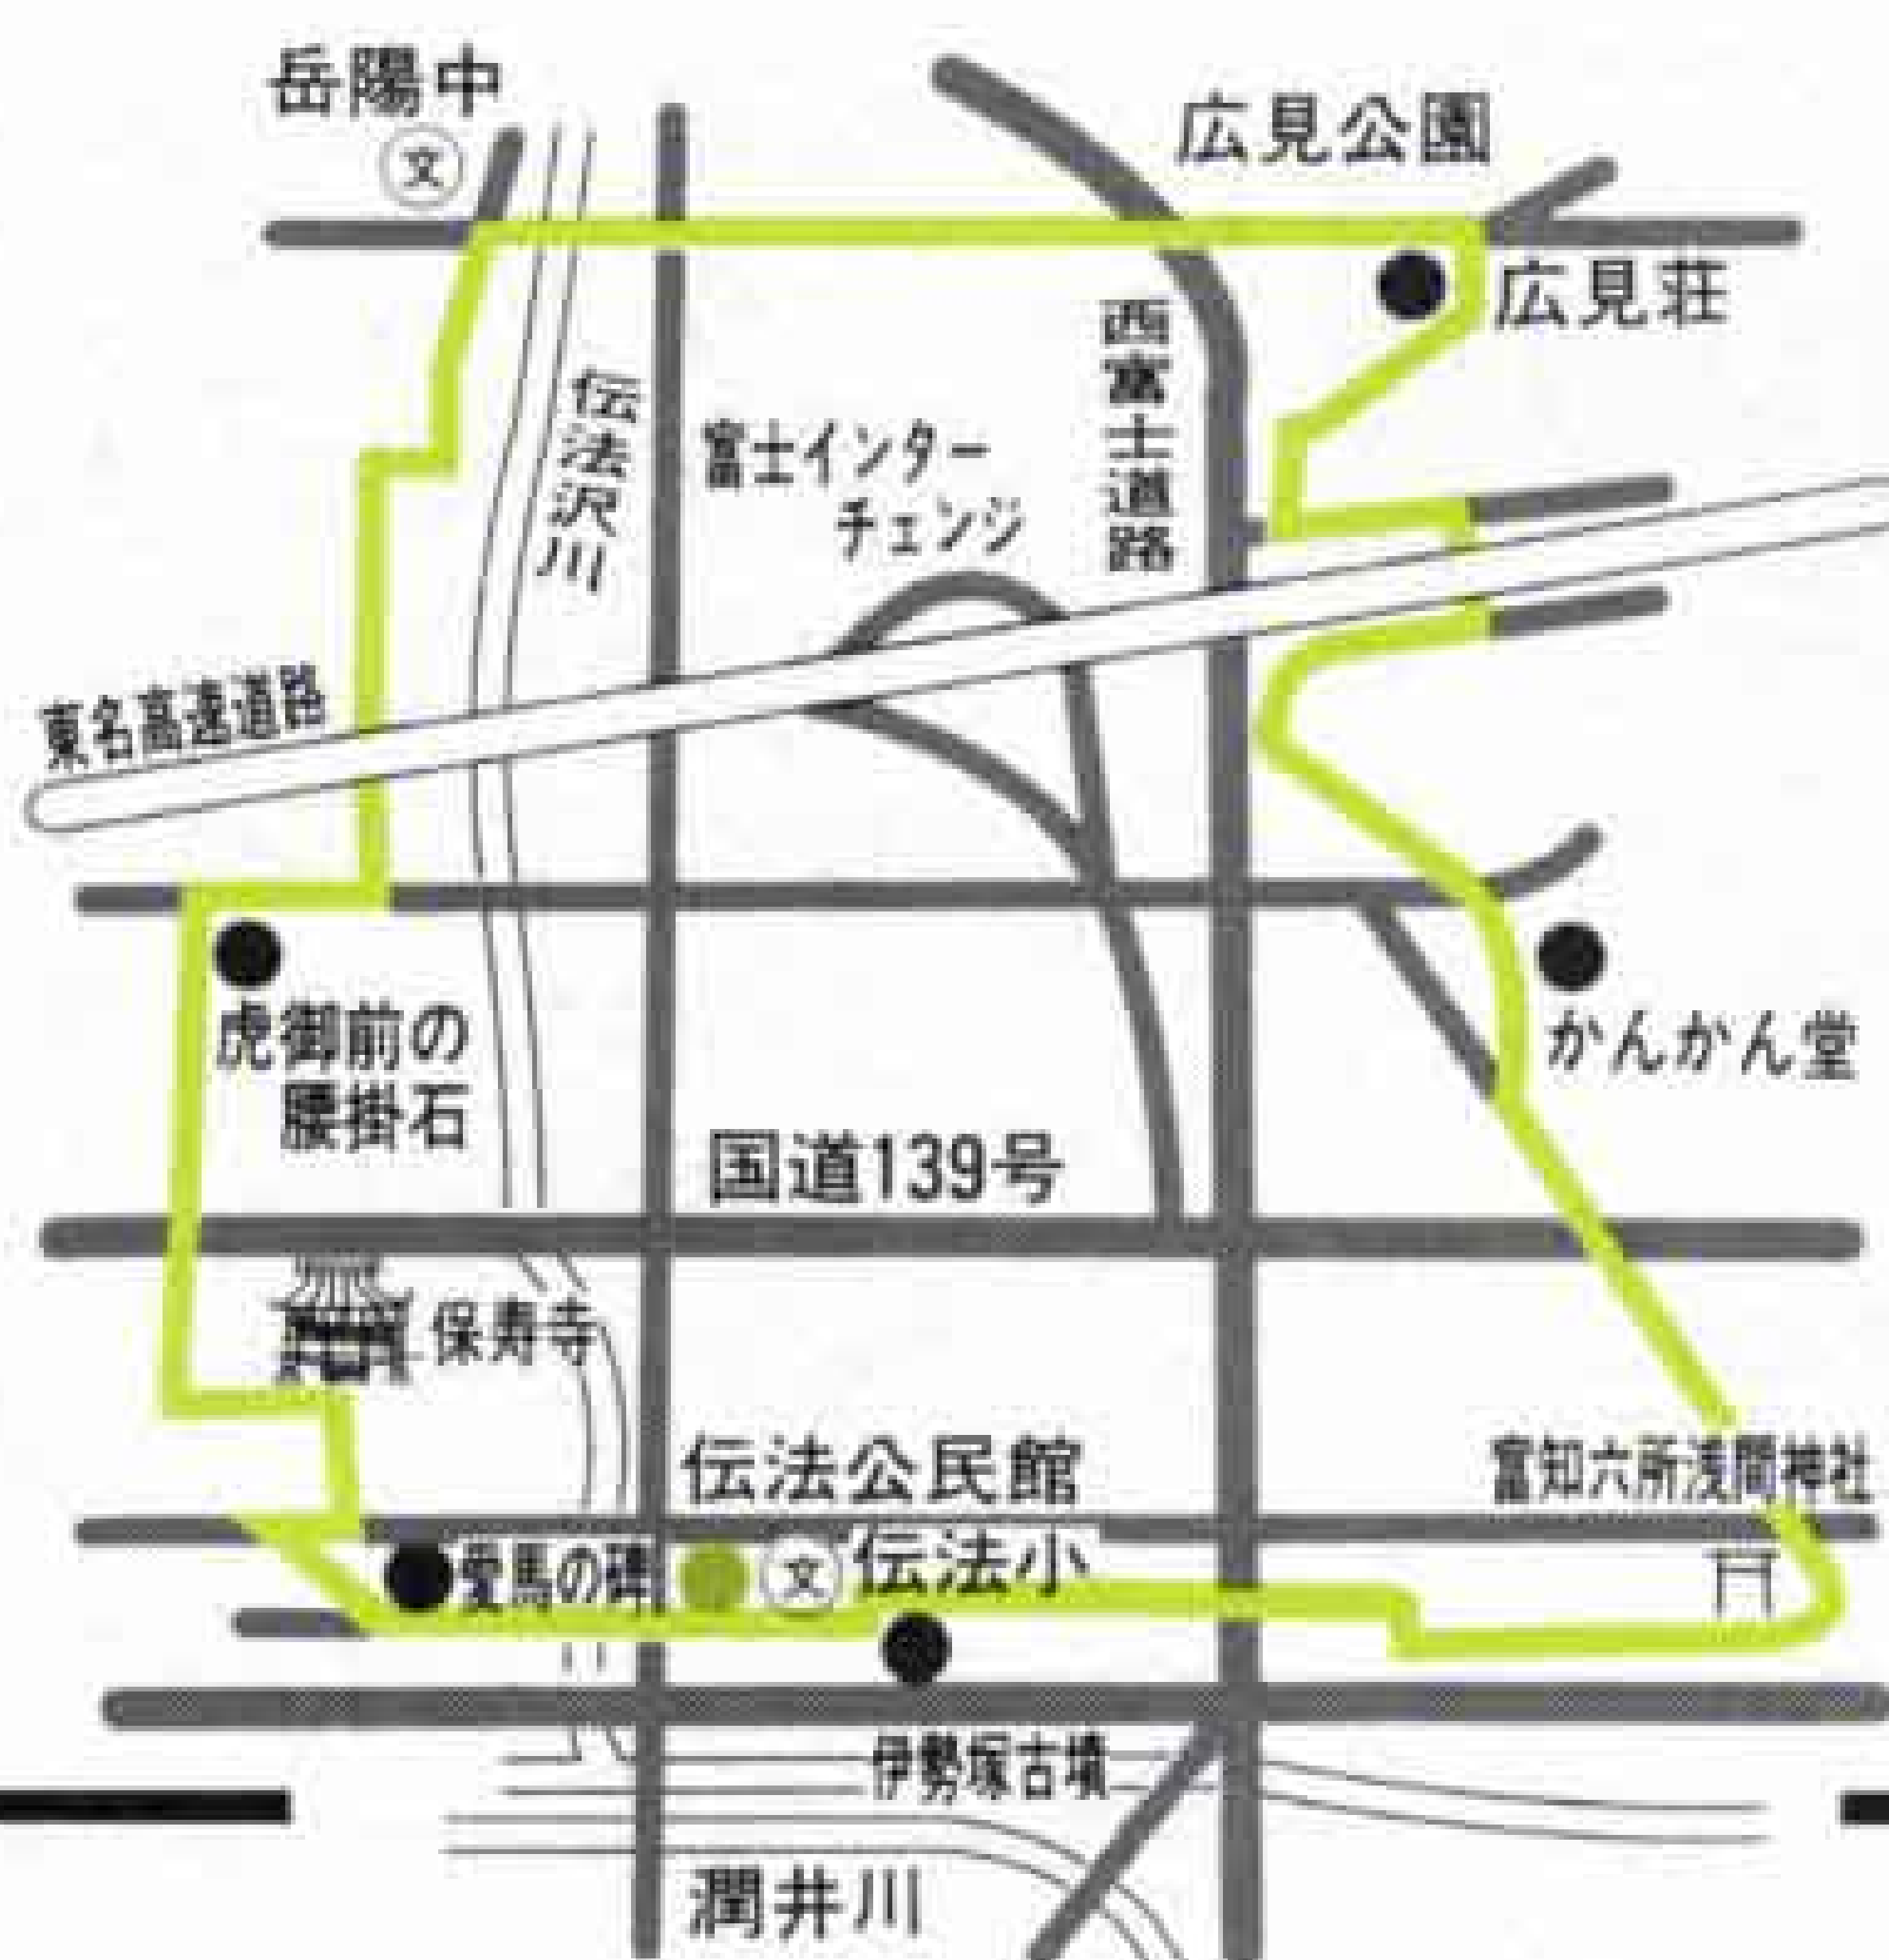 岳陽中
文
広見公園
広見荘
西富士道路
伝法沢川
富士インター
チェンジ
東名高速道路
虎御前の
腰掛石
かんかん堂
国道139号
保寿寺
伝法公民館
富知六所浅間神社
愛馬の碑
文
伝法小
伊勢塚古墳
潤井川